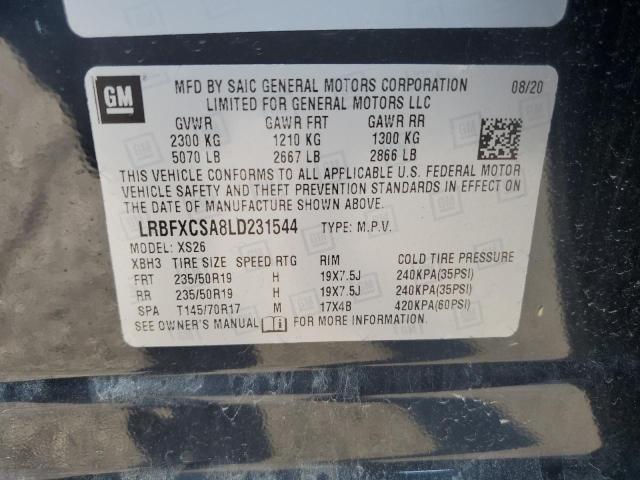 GM
MFD BY SAIC GENERAL MOTORS CORPORATION 08/20
LIMITED FOR GENERAL MOTORS LLC
GVWR GAWR FRT GAWR RR
2300 KG 1210 KG 1300 KG
5070 LB 2667 LB 2866 LB
THIS VEHICLE CONFORMS TO ALL APPLICABLE U.S. FEDERAL MOTOR
VEHICLE SAFETY AND THEFT PREVENTION STANDARDS IN EFFECT ON
THE DATE OF MANUFACTURE SHOWN ABOVE.
LRBFXCSA8LD231544 TYPE: M.P.V.
MODEL: XS26
XBH3 TIRE SIZE SPEED RTG RIM COLD TIRE PRESSURE
FRT 235/50R19 H 19X7.5J 240KPA(35PSI)
RR 235/50R19 H 19X7.5J 240KPA(35PSI)
SPA T145/70R17 M 17X4B 420KPA(60PSI)
SEE OWNER'S MANUAL FOR MORE INFORMATION.